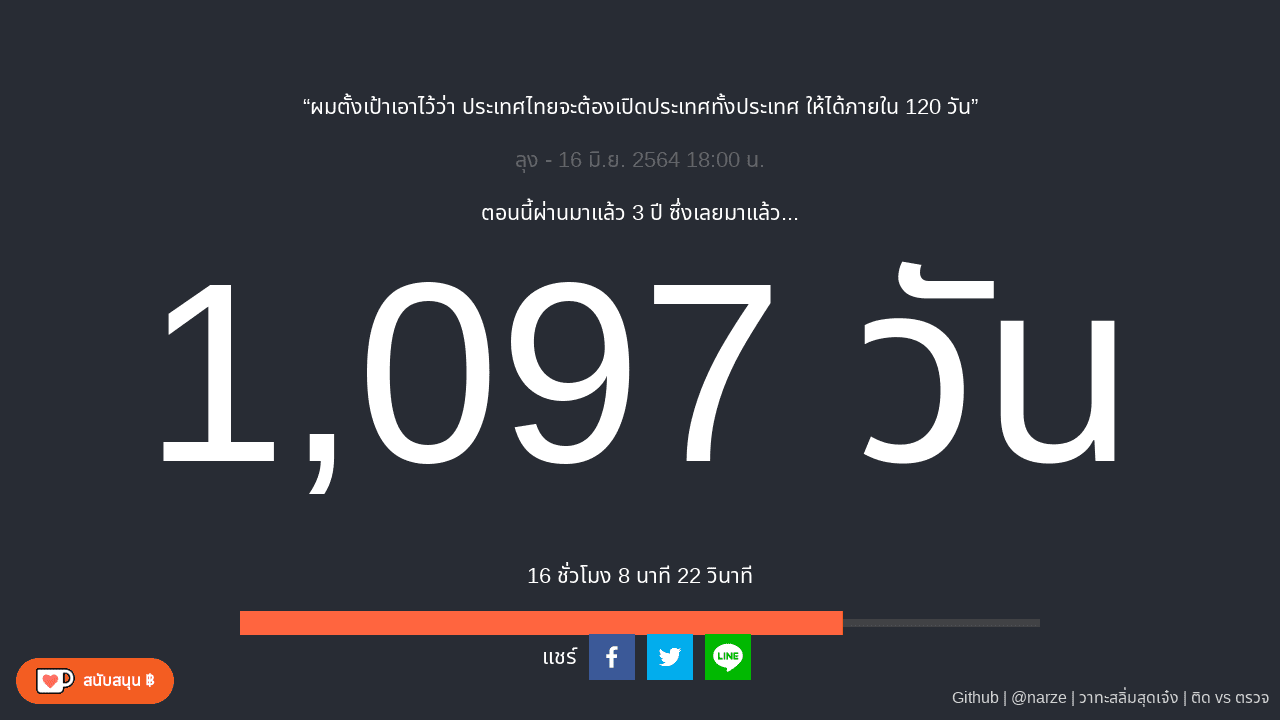 “ผมตั้งเป้าเอาไว้ว่า ประเทศไทยจะต้องเปิดประเทศทั้งประเทศ ให้ได้ภายใน 120 วัน”
ลุง - 16 มิ.ย. 2564 18:00 น.
ตอนนี้ผ่านมาแล้ว 3 ปี ซึ่งเลยมาแล้ว...
1,097 วัน
16 ชั่วโมง 8 นาที 22 วินาที
แชร์
LINE
สนับสนุน ฿
Github | @narze | วาทะสลิ่มสุดเจ๋ง | ติด vs ตรวจ